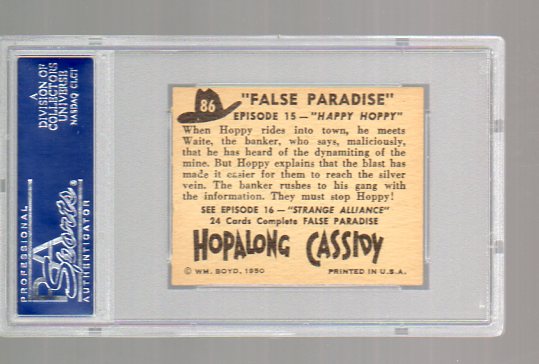 86
"FALSE PARADISE"
EPISODE 15 — "HAPPY HOPPY"
When Hoppy rides into town, he meets
Waite, the banker, who says, maliciously,
that he has heard of the dynamiting of the
mine. But Hoppy explains that the blast has
made it easier for them to reach the silver
vein. The banker rushes to his gang with
the information. They must stop Hoppy!
SEE EPISODE 16 — "STRANGE ALLIANCE"
24 Cards Complete FALSE PARADISE
HOPALONG CASSIDY
© WM. BOYD, 1950 PRINTED IN U.S.A.
A
DIVISION OF
COLLECTORS
UNIVERSE
NASDAQ CLCT
PROFESSIONAL
PSA
Sports
AUTHENTICATOR